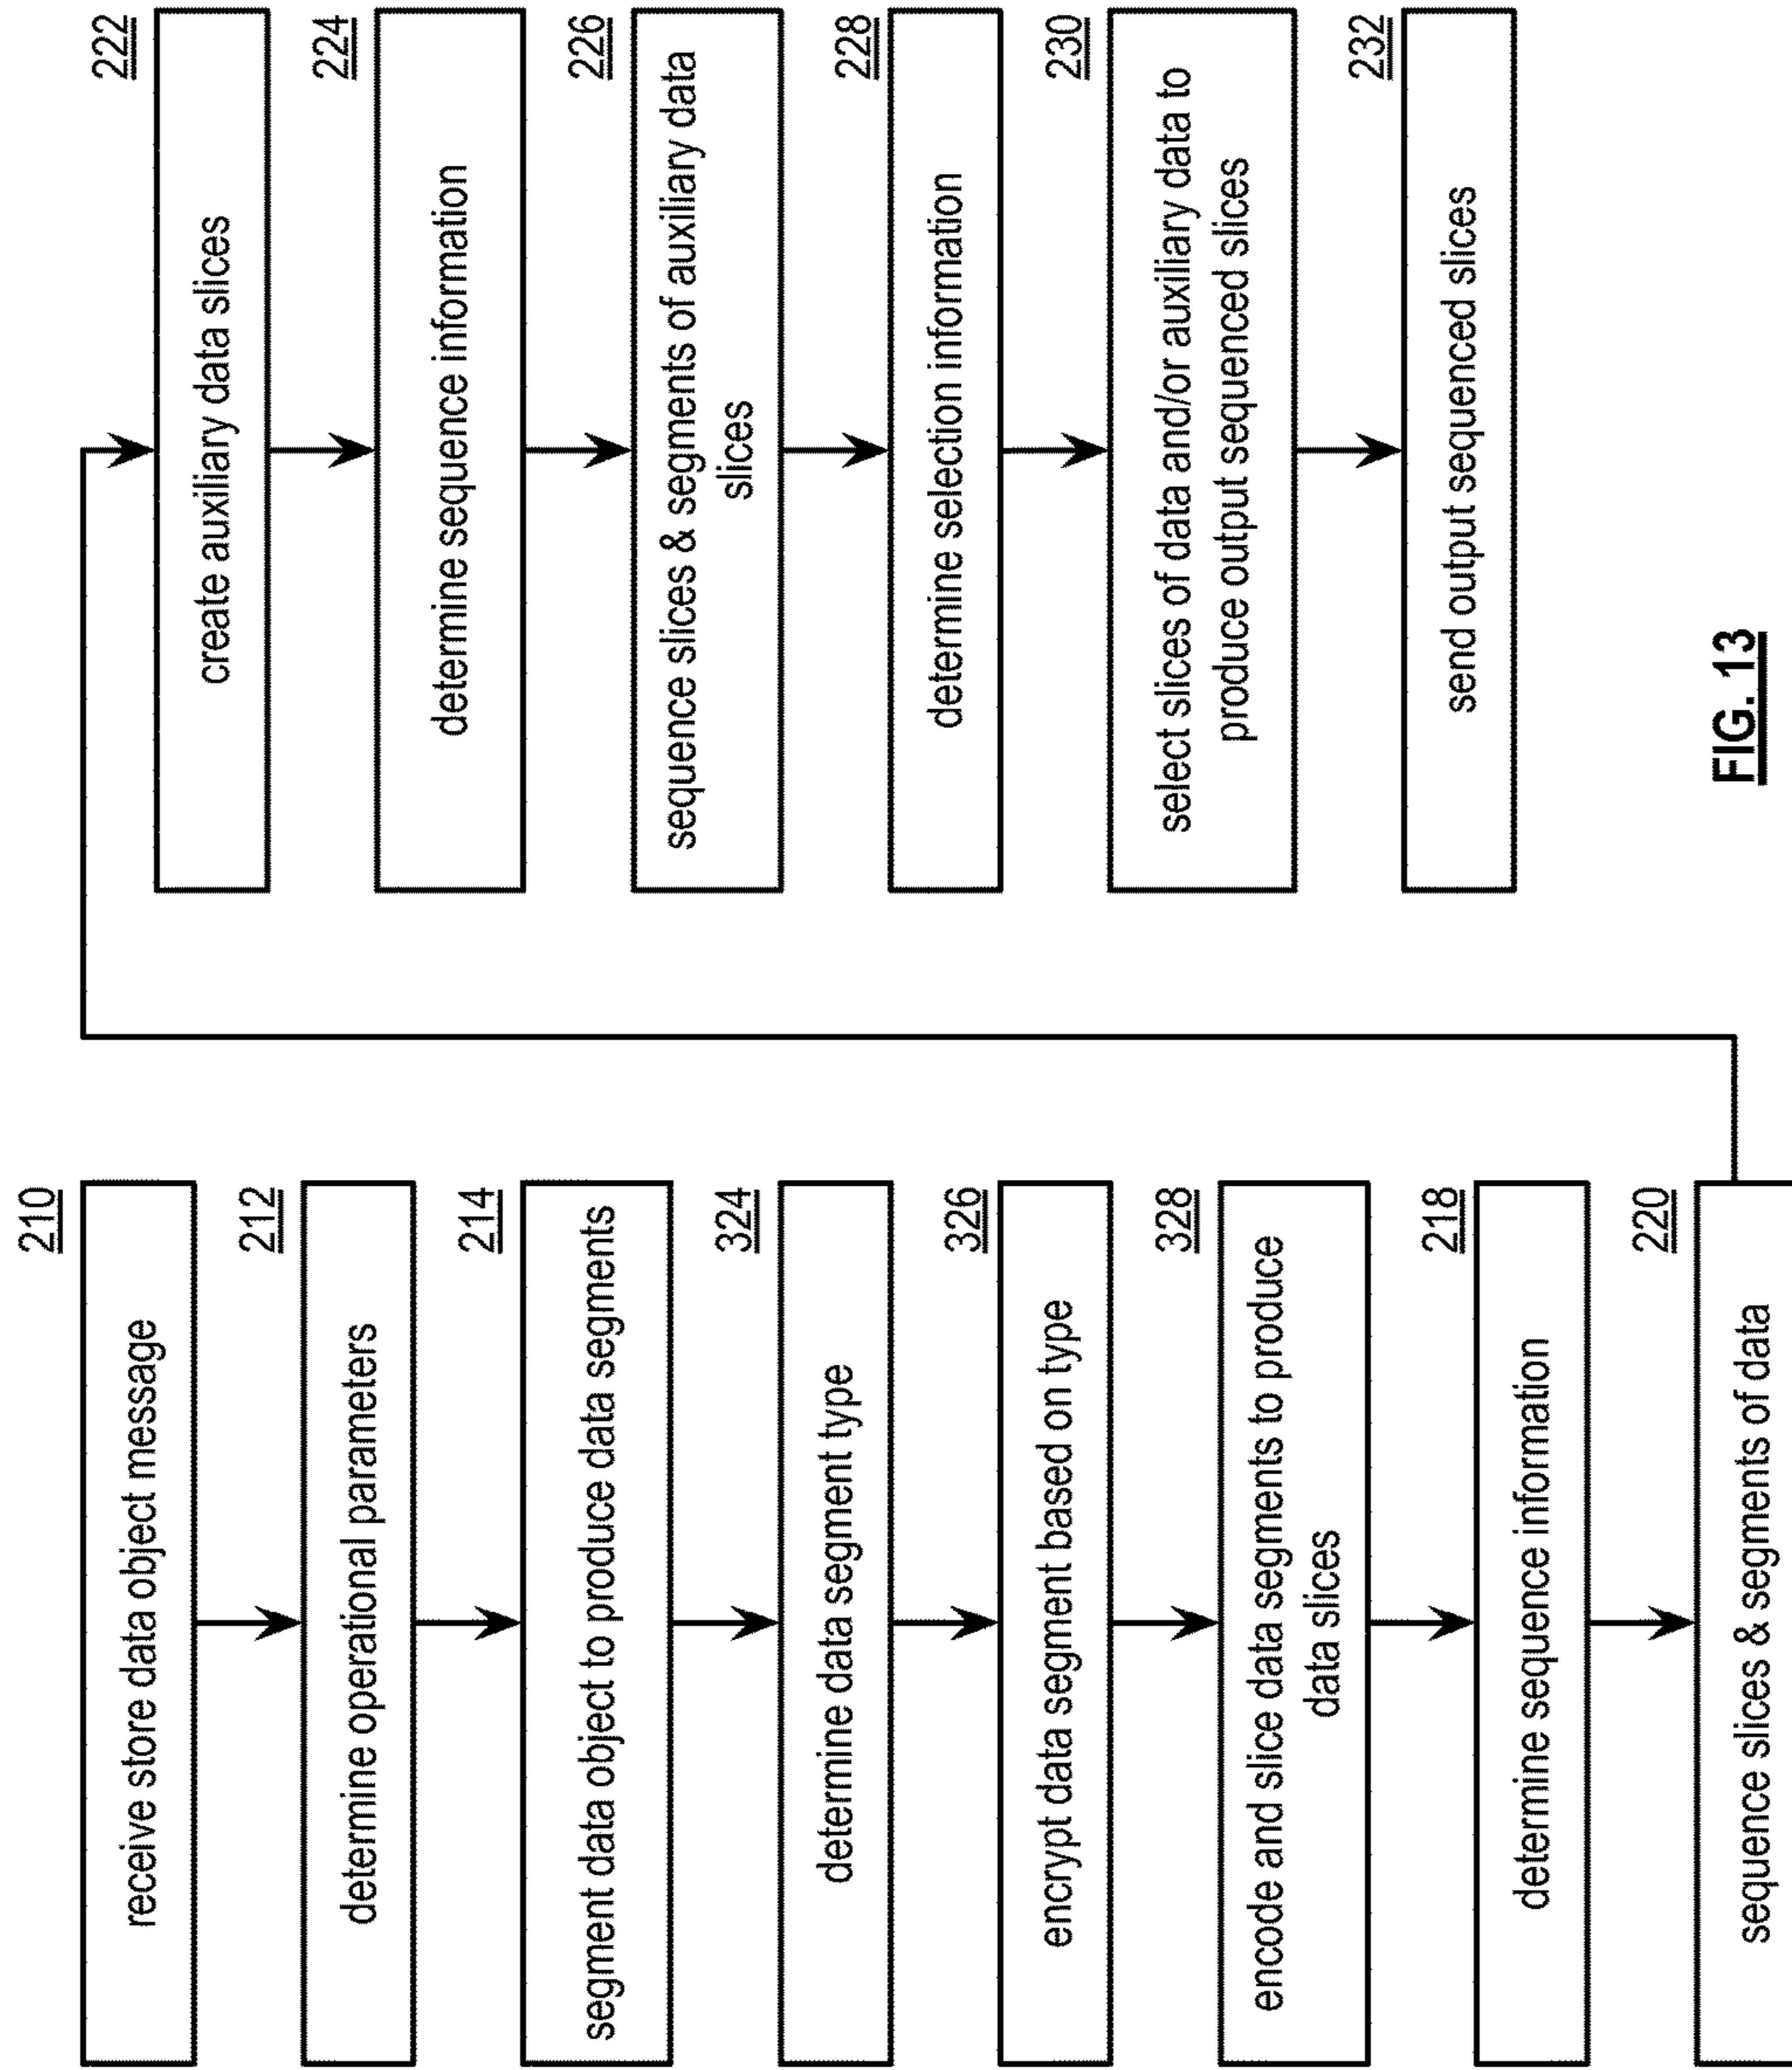 210
receive store data object message
212
determine operational parameters
214
segment data object to produce data segments
324
determine data segment type
326
encrypt data segment based on type
328
encode and slice data segments to produce
data slices
218
determine sequence information
220
sequence slices & segments of data
222
create auxiliary data slices
224
determine sequence information
226
sequence slices & segments of auxiliary data
slices
228
determine selection information
230
select slices of data and/or auxiliary data to
produce output sequenced slices
232
send output sequenced slices
FIG. 13